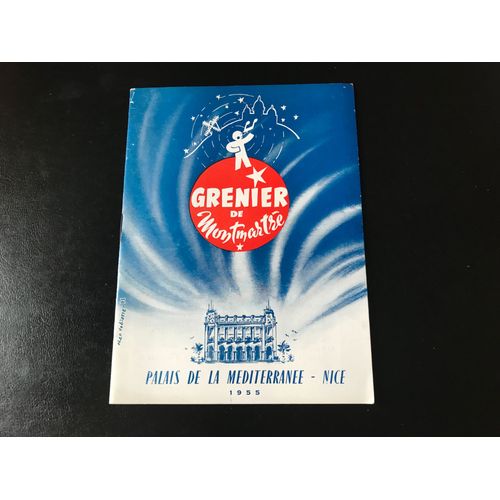 GRENIER
DE
Montmartre
PALAIS DE LA MEDITERRANEE - NICE
1955